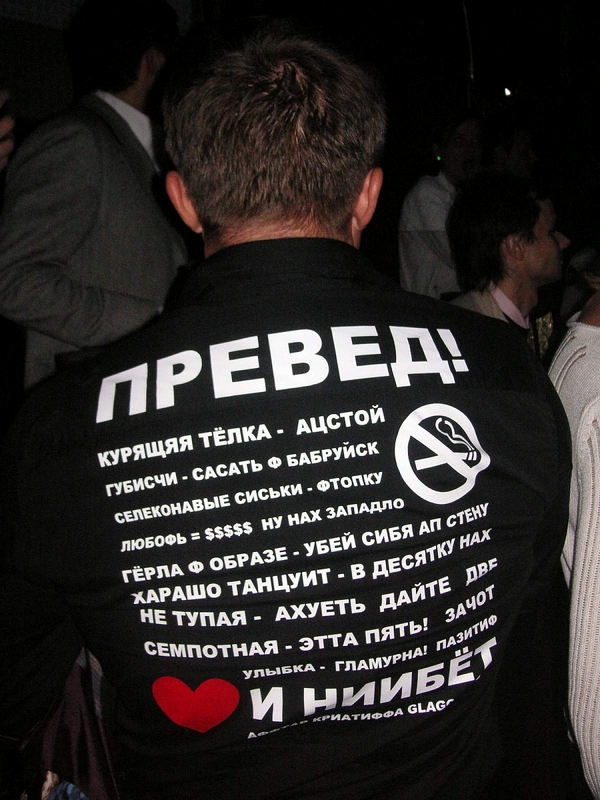 ПРЕВЕД!
КУРЯЩЯЯ ТЁЛКА - АЦСТОЙ
ГУБИСЧИ - САСАТЬ Ф БАБРУЙСК
СЕЛЕКОНАВЫЕ СИСЬКИ - ФТОПКУ
ЛЮБОФЬ = $$$$$ НУ НАХ ЗАПАДЛО
ГЁРЛА Ф ОБРАЗЕ - УБЕЙ СИБЯ АП СТЕНУ
ХАРАШО ТАНЦУИТ - В ДЕСЯТКУ НАХ
НЕ ТУПАЯ - АХУЕТЬ ДАЙТЕ ДВЕ
СЕМПОТНАЯ - ЭТТА ПЯТЬ! ЗАЧОТ
УЛЫБКА - ГЛАМУРНА! ПАЗИТИФ
И НИИБЁТ
КРИАТИФФА